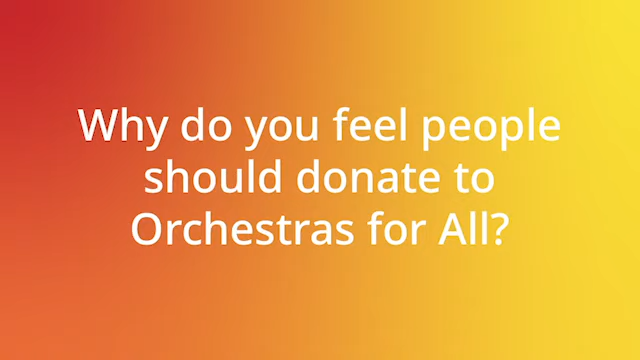 Why do you feel people
should donate to
Orchestras for All?